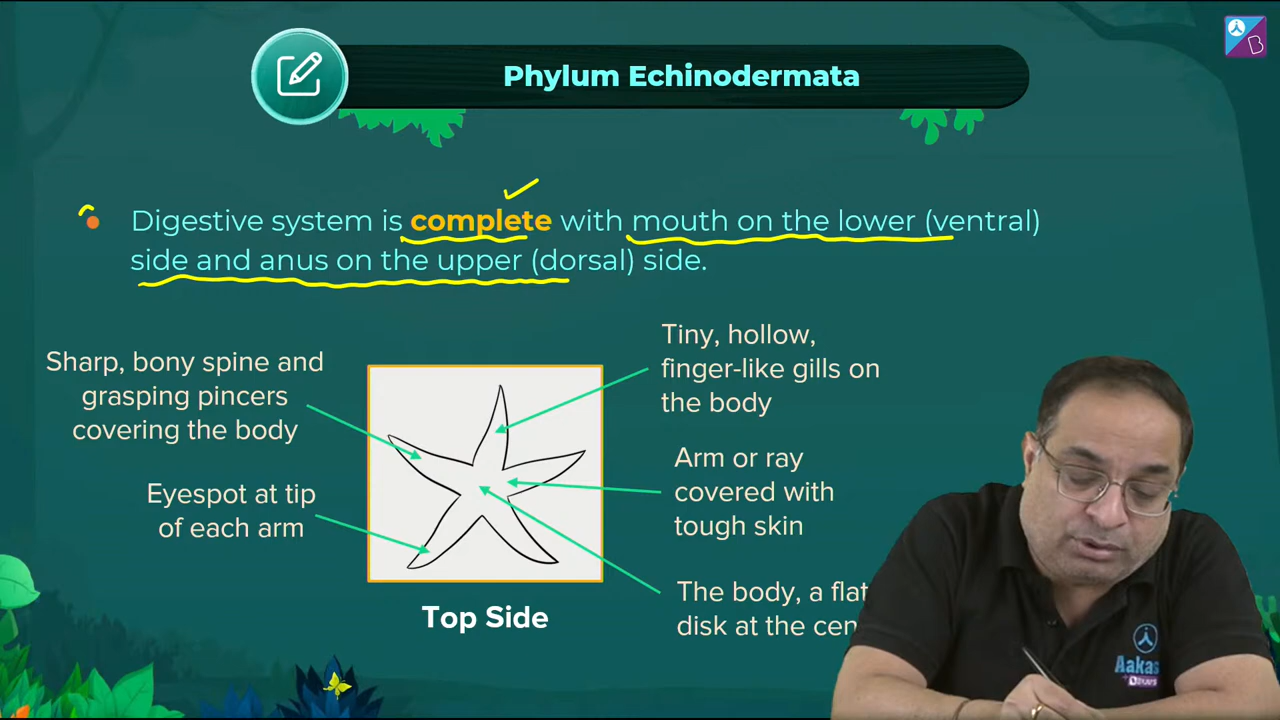 Phylum Echinodermata
Digestive system is complete with mouth on the lower (ventral)
side and anus on the upper (dorsal) side.
Sharp, bony spine and
grasping pincers
covering the body
Eyespot at tip
of each arm
Tiny, hollow,
finger-like gills on
the body
Arm or ray
covered with
tough skin
The body, a flat
disk at the cen
Top Side
B
Aakas